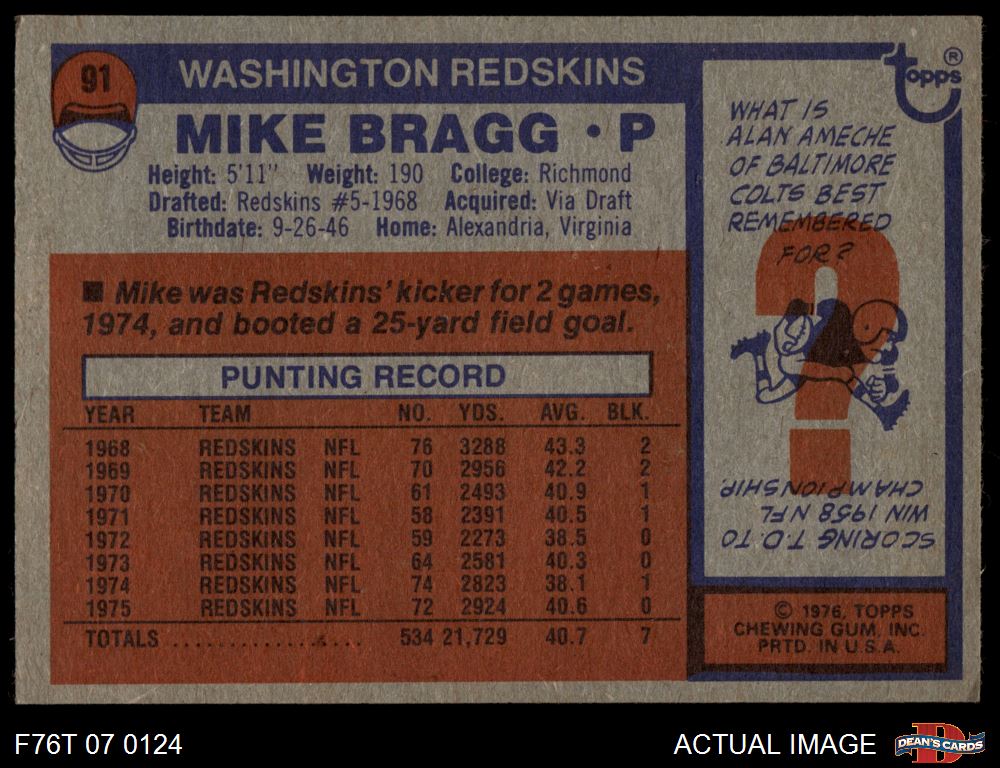 91
WASHINGTON REDSKINS
MIKE BRAGG • P
Height: 5'11" Weight: 190 College: Richmond
Drafted: Redskins #5-1968 Acquired: Via Draft
Birthdate: 9-26-46 Home: Alexandria, Virginia
■ Mike was Redskins' kicker for 2 games,
1974, and booted a 25-yard field goal.
PUNTING RECORD
YEAR TEAM NO. YDS. AVG. BLK.
1968 REDSKINS NFL 76 3288 43.3 2
1969 REDSKINS NFL 70 2956 42.2 2
1970 REDSKINS NFL 61 2493 40.9 1
1971 REDSKINS NFL 58 2391 40.5 1
1972 REDSKINS NFL 59 2273 38.5 0
1973 REDSKINS NFL 64 2581 40.3 0
1974 REDSKINS NFL 74 2823 38.1 1
1975 REDSKINS NFL 72 2924 40.6 0
TOTALS .................. 534 21,729 40.7 7
topps ®
WHAT IS
ALAN AMECHE
OF BALTIMORE
COLTS BEST
REMEMBERED
FOR?
SCORING T.D. TO
WIN 1958 NFL
CHAMPIONSHIP.
© 1976, TOPPS
CHEWING GUM, INC.
PRTD. IN U.S.A.
F76T 07 0124
ACTUAL IMAGE
DEAN'S CARDS